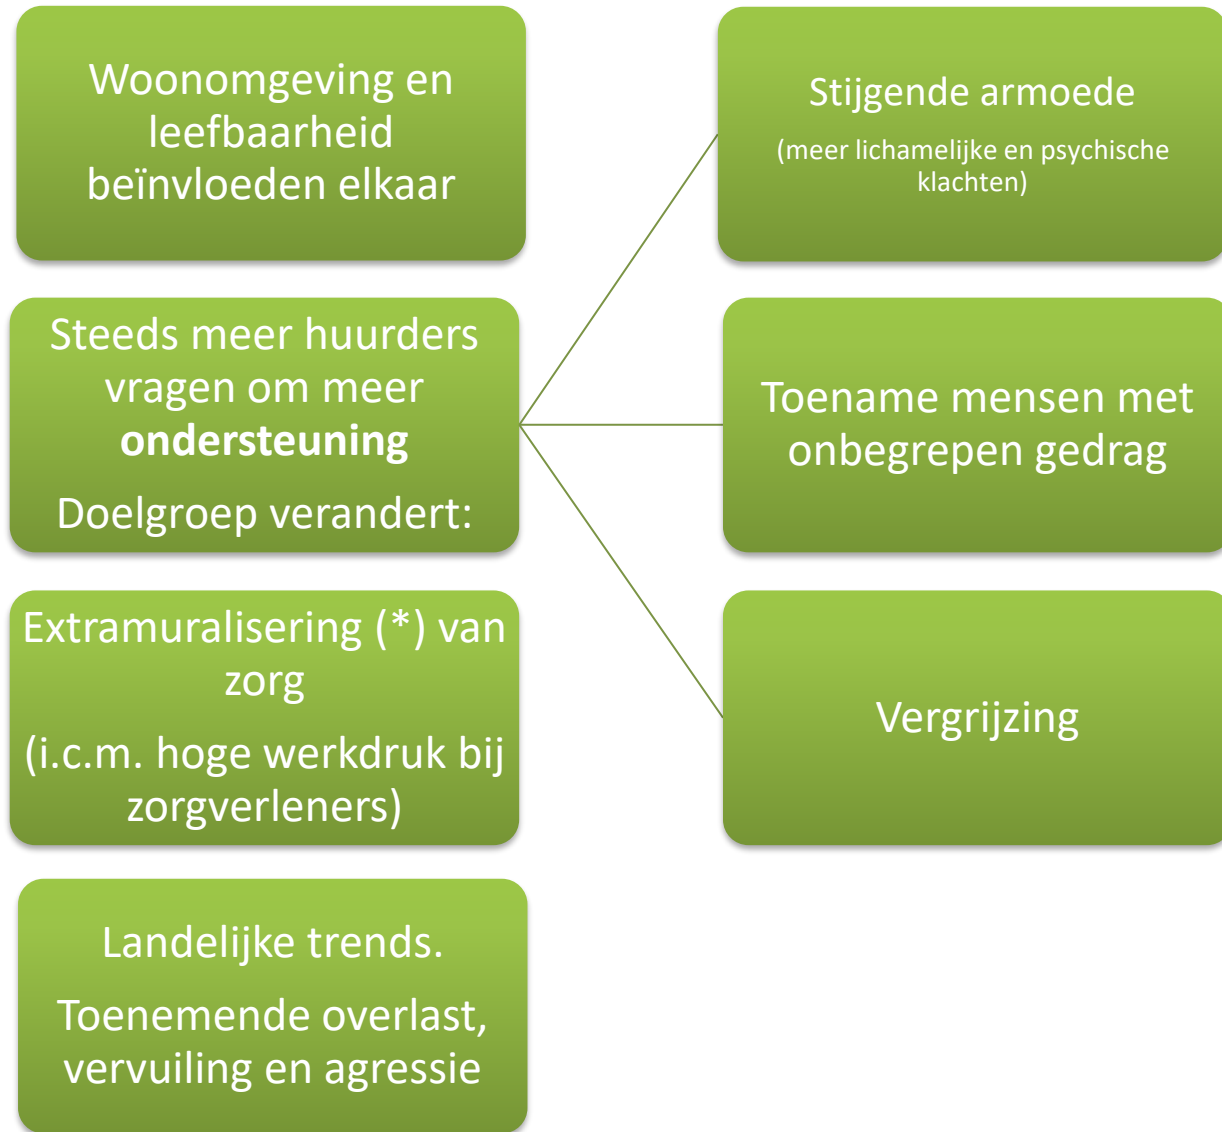 Woonomgeving en
leefbaarheid
beïnvloeden elkaar
Steeds meer huurders
vragen om meer
ondersteuning
Doelgroep verandert:
Extramuralisering (*) van
zorg
(i.c.m. hoge werkdruk bij
zorgverleners)
Landelijke trends.
Toenemende overlast,
vervuiling en agressie
Stijgende armoede
(meer lichamelijke en psychische
klachten)
Toename mensen met
onbegrepen gedrag
Vergrijzing